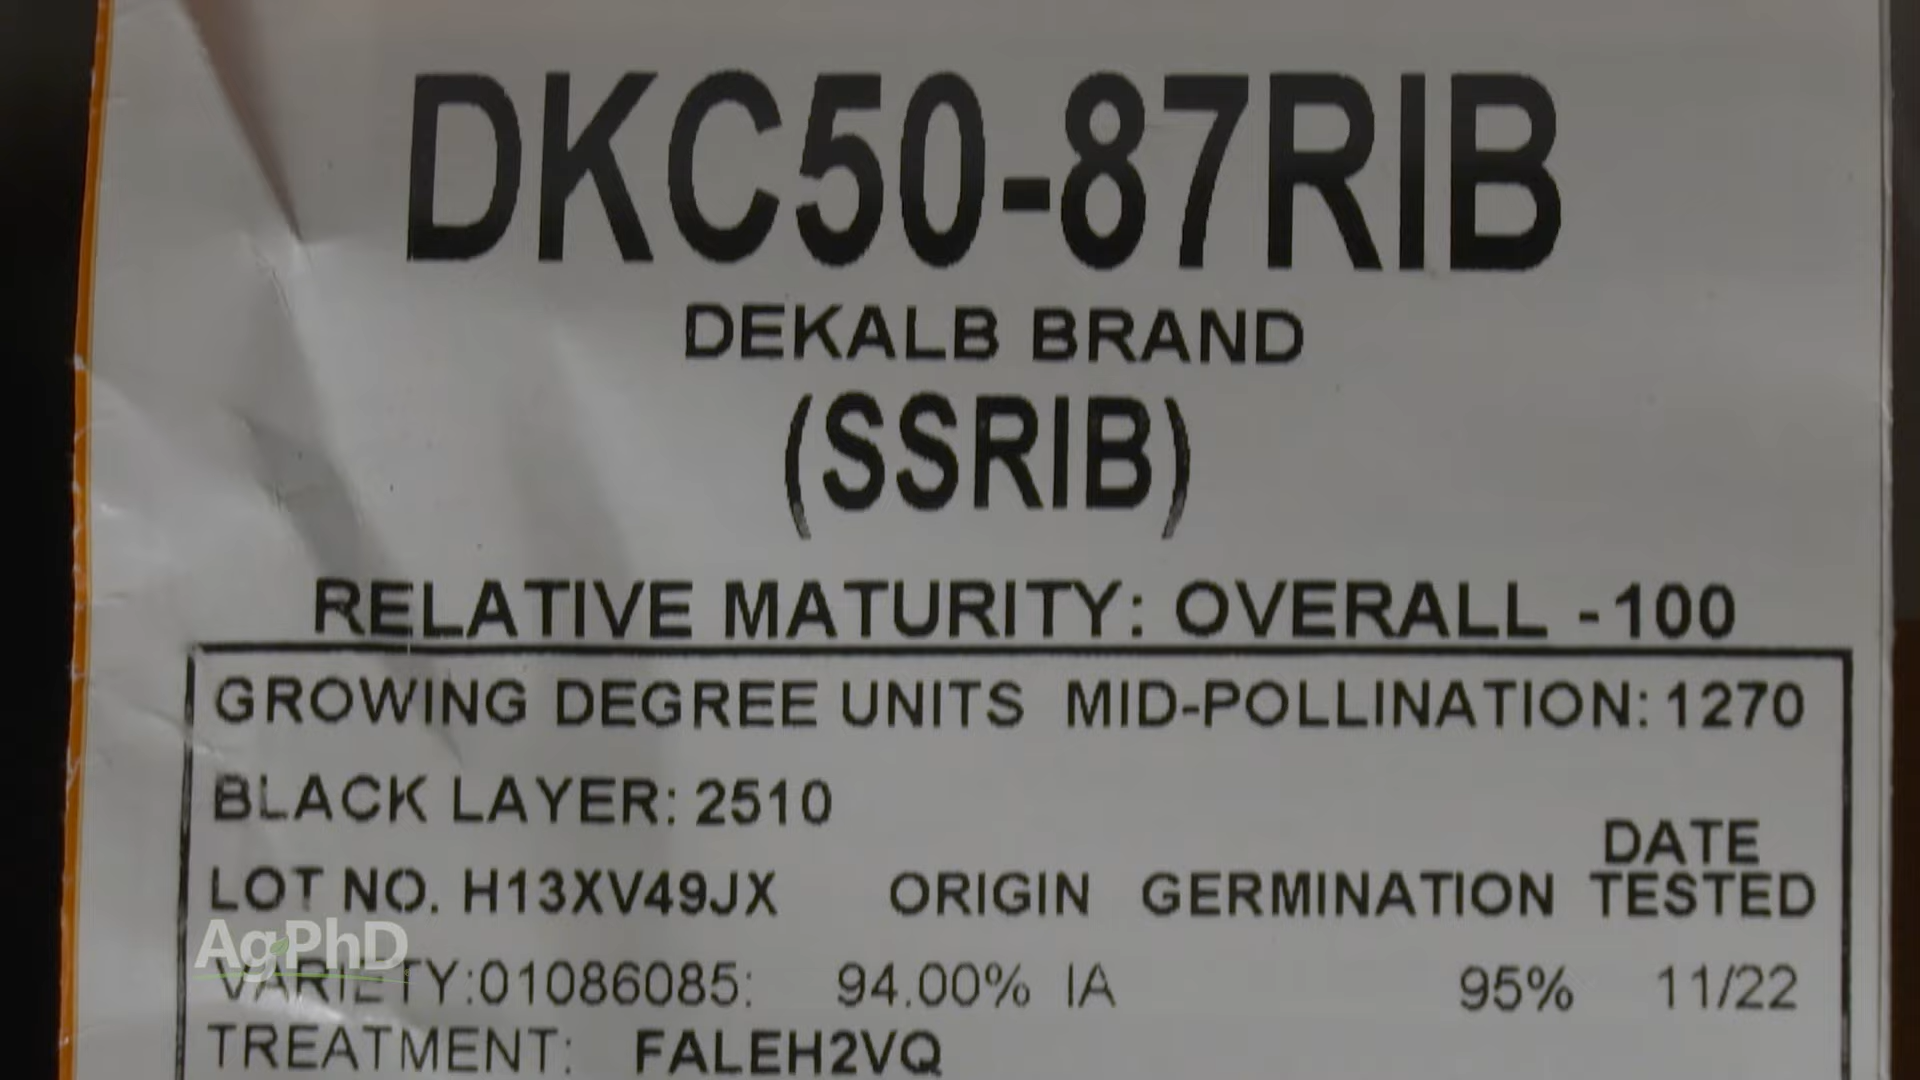 DKC50-87RIB
DEKALB BRAND
(SSRIB)
RELATIVE MATURITY: OVERALL -100
GROWING DEGREE UNITS MID-POLLINATION: 1270
BLACK LAYER: 2510
LOT NO. H13XV49JX ORIGIN GERMINATION DATE TESTED
AgPhD
VARIETY:01086085: 94.00% IA 95% 11/22
TREATMENT: FALEH2VQ